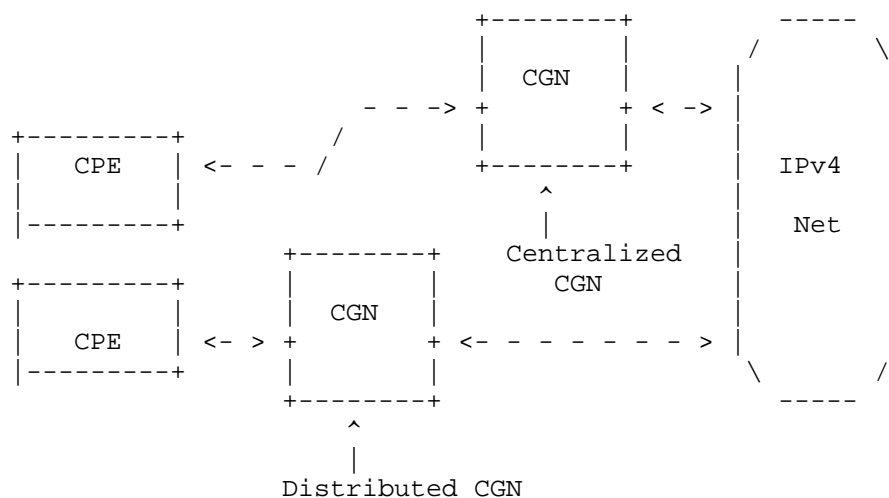 CGN
CPE
IPv4
Net
Centralized
CGN
CGN
CPE
Distributed CGN